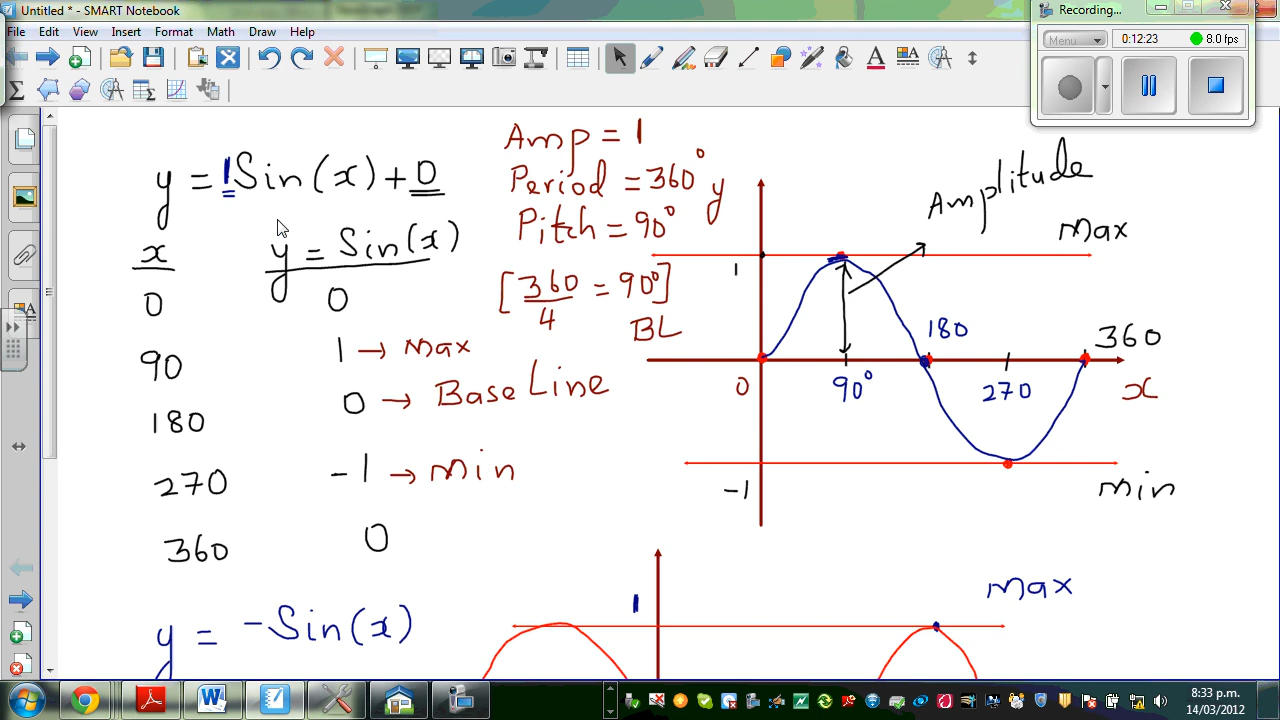 Untitled * - SMART Notebook
File Edit View Insert Format Math Draw Help
Recording...
Menu 0:12:23 8.0 fps
y = 1Sin(x)+0
x
y = Sin(x)
0 0
90 1 → Max
180 0 → Base Line
270 -1 → Min
360 0
Amp = 1
Period = 360°
Pitch = 90°
[360/4 = 90°]
BL
y
Amplitude
Max
1
180
360
0
90°
270
x
-1
min
y = -Sin(x)
1
Max
8:33 p.m.
14/03/2012